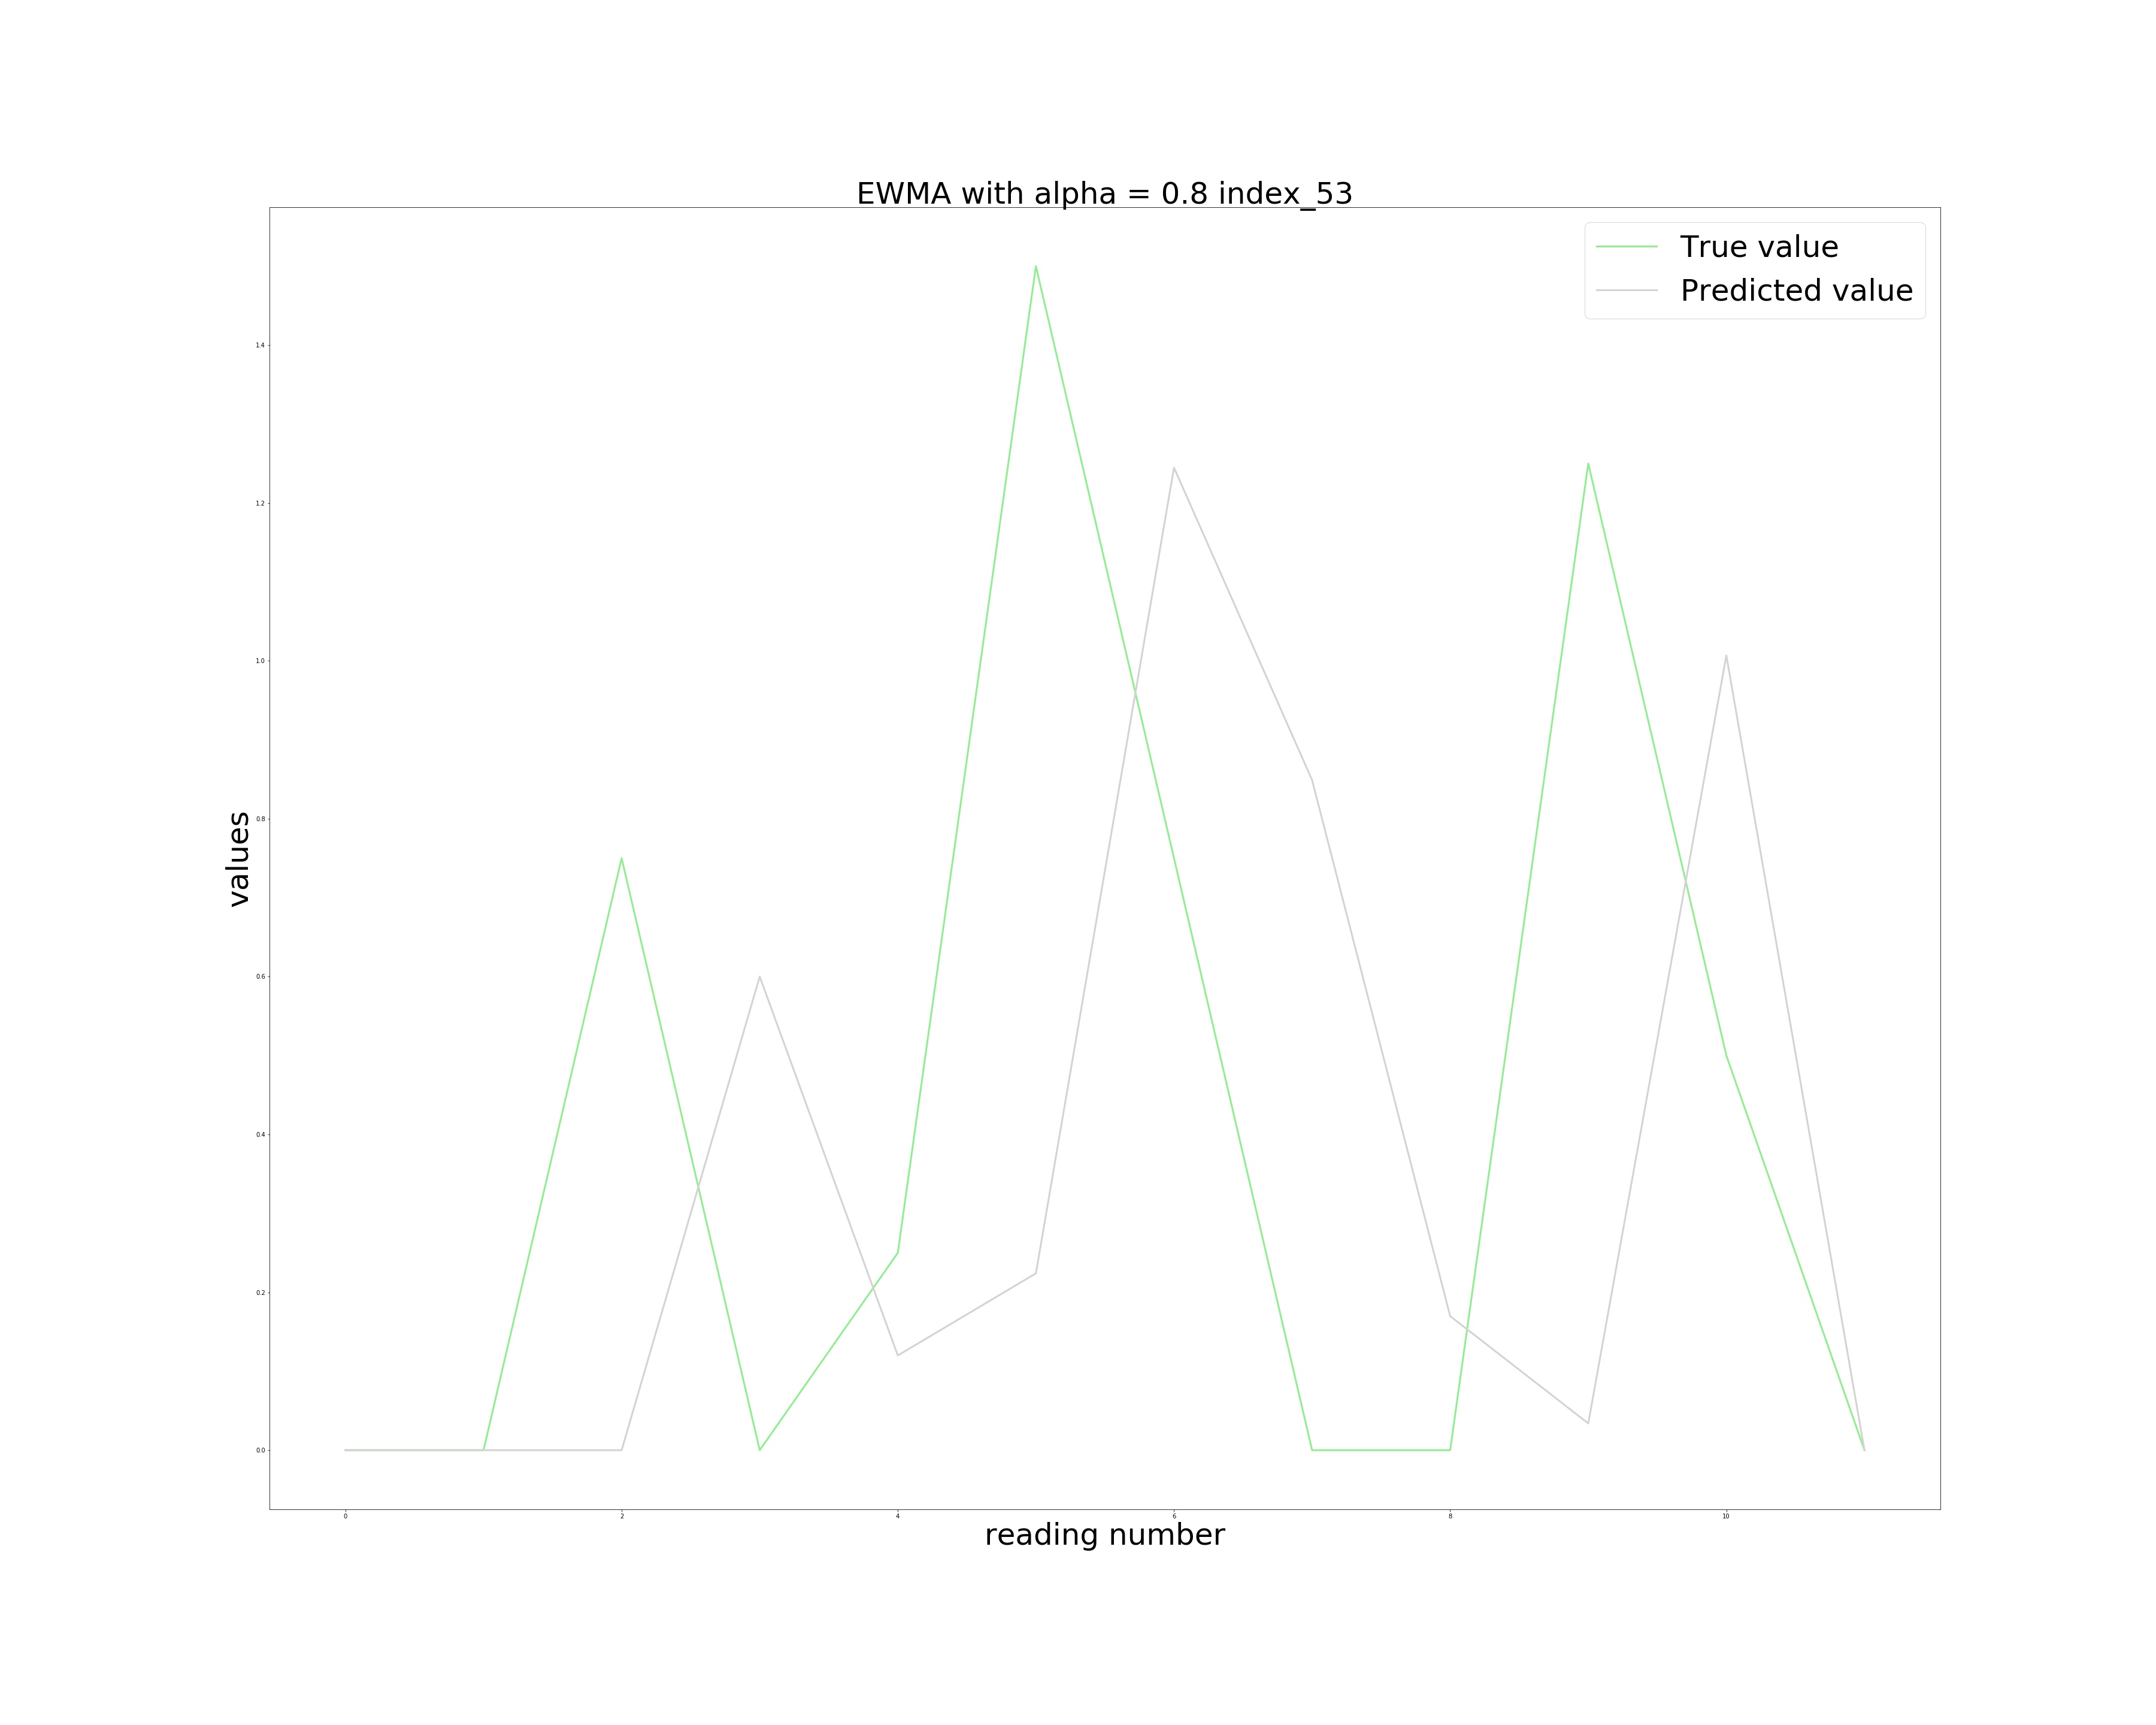 EWMA with alpha = 0.8 index_53
True value
Predicted value
1.4
1.2
1.0
0.8
0.6
0.4
0.2
0.0
values
0 2 4 6 8 10
reading number